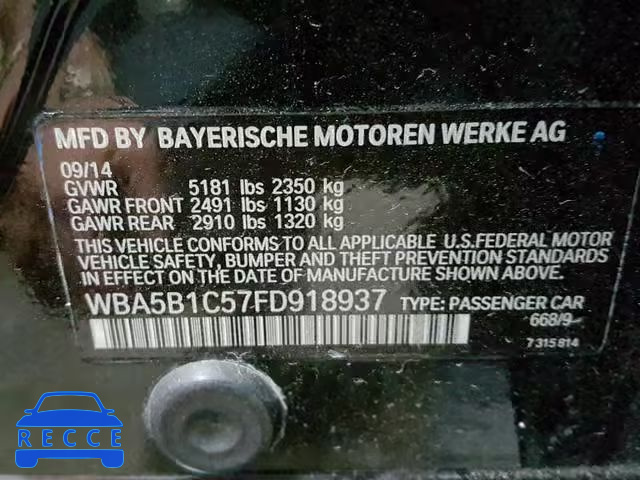 MFD BY BAYERISCHE MOTOREN WERKE AG
09/14
GVWR 5181 lbs 2350 kg
GAWR FRONT 2491 lbs 1130 kg
GAWR REAR 2910 lbs 1320 kg
THIS VEHICLE CONFORMS TO ALL APPLICABLE U.S.FEDERAL MOTOR
VEHICLE SAFETY, BUMPER AND THEFT PREVENTION STANDARDS
IN EFFECT ON THE DATE OF MANUFACTURE SHOWN ABOVE.
WBA5B1C57FD918937 TYPE: PASSENGER CAR
668/9
7315814
RECCE